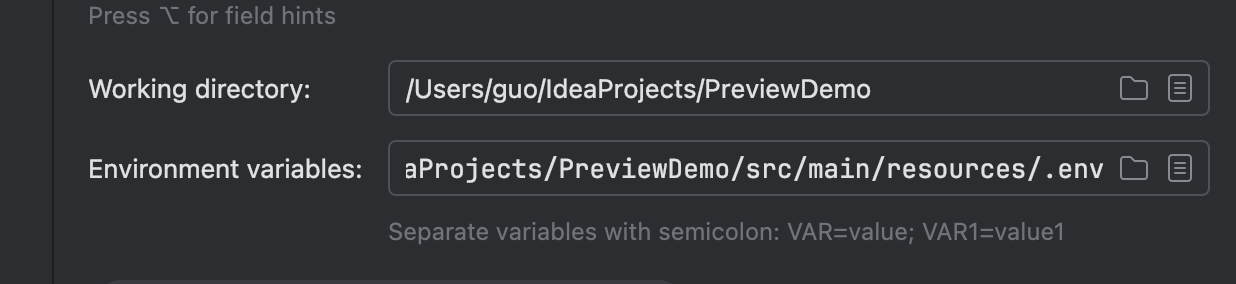 Press ⌥ for field hints
Working directory: /Users/guo/IdeaProjects/PreviewDemo
Environment variables: aProjects/PreviewDemo/src/main/resources/.env
Separate variables with semicolon: VAR=value; VAR1=value1